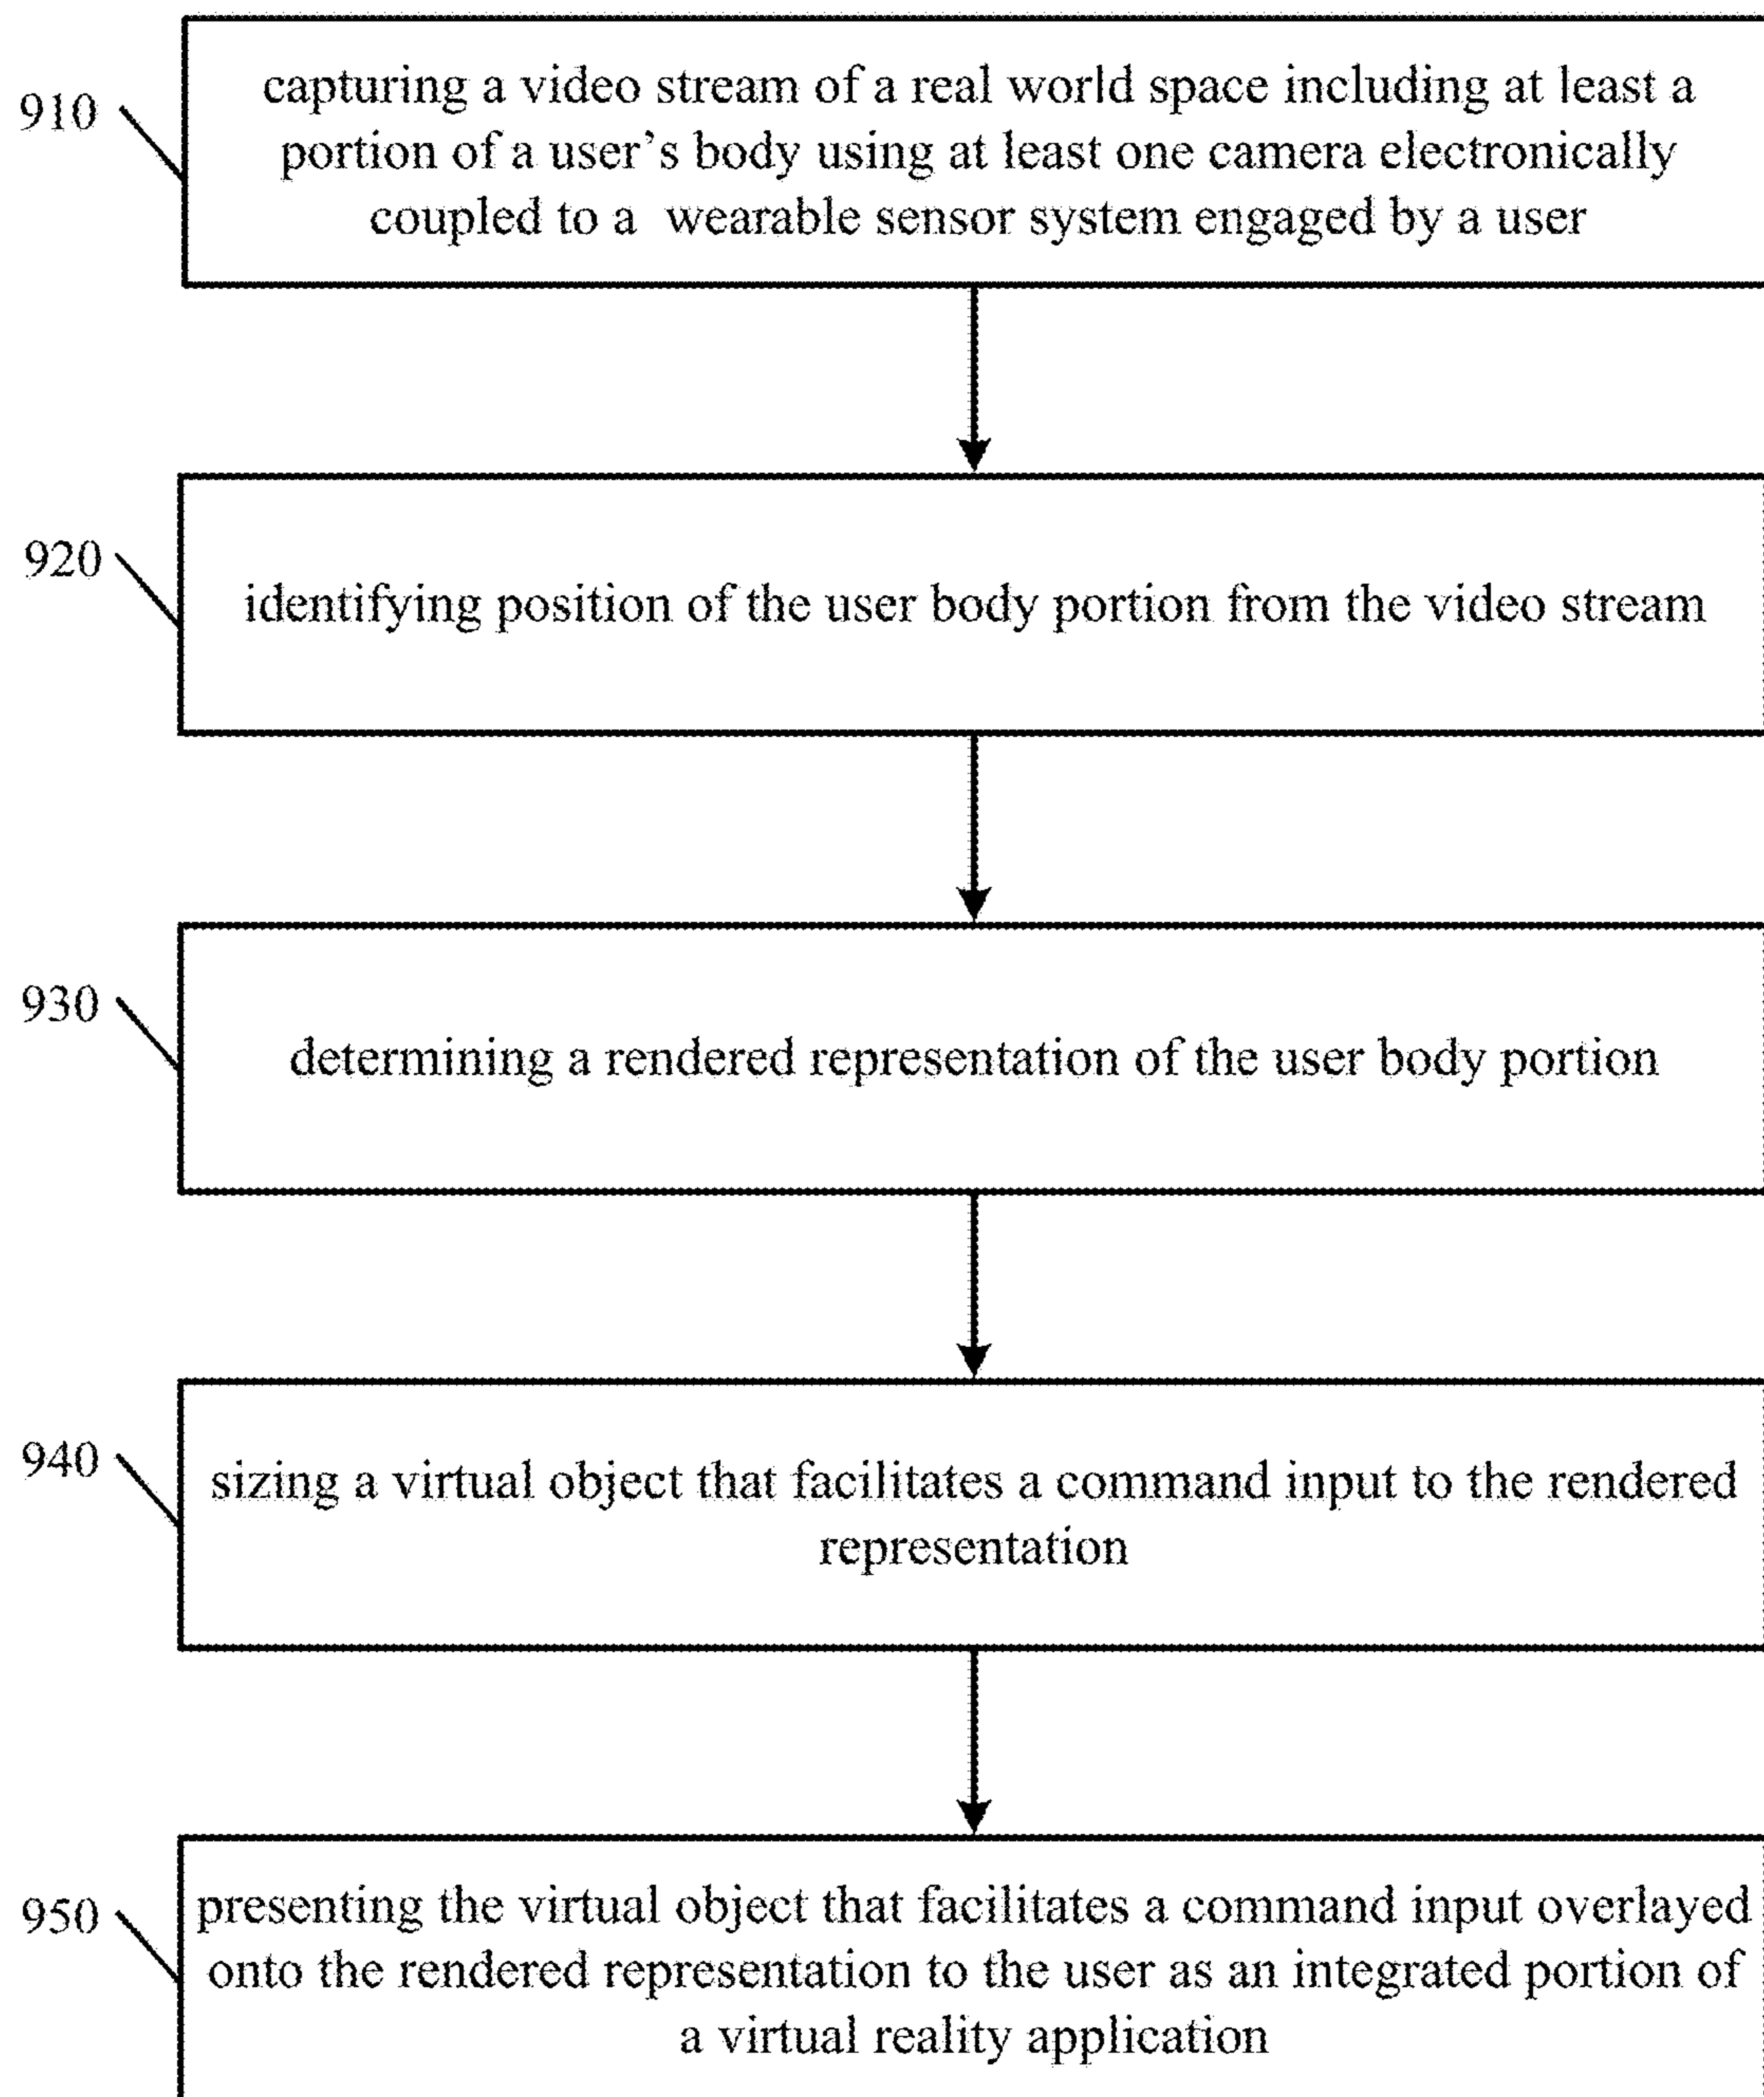 910
capturing a video stream of a real world space including at least a
portion of a user’s body using at least one camera electronically
coupled to a wearable sensor system engaged by a user
920
identifying position of the user body portion from the video stream
930
determining a rendered representation of the user body portion
940
sizing a virtual object that facilitates a command input to the rendered
representation
950
presenting the virtual object that facilitates a command input overlayed
onto the rendered representation to the user as an integrated portion of
a virtual reality application